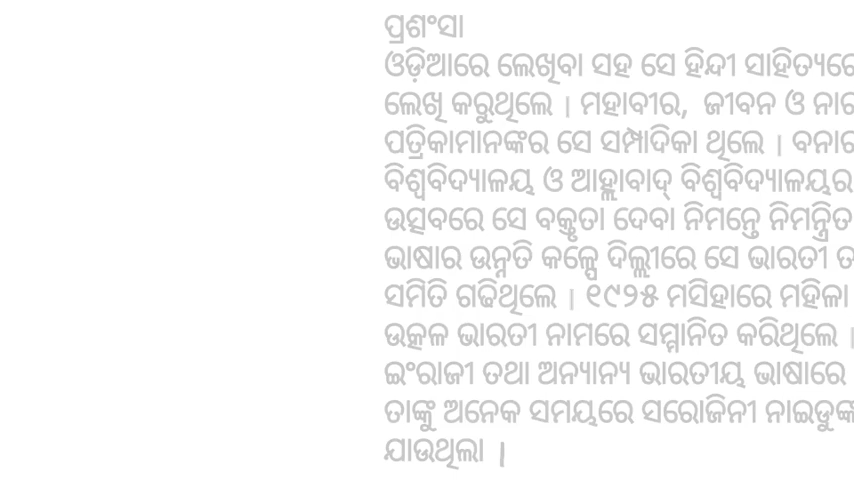 ପ୍ରଶଂସା
ଓଡ଼ିଆରେ ଲେଖିବା ସହ ସେ ହିନ୍ଦୀ ସାହିତ୍ୟରେ
ଲେଖି କରୁଥିଲେ । ମହାବୀର, ଜୀବନ ଓ ନାର
ପତ୍ରିକାମାନଙ୍କର ସେ ସମ୍ପାଦିକା ଥିଲେ । ବନାର
ବିଶ୍ୱବିଦ୍ୟାଳୟ ଓ ଆହ୍ଲାବାଦ୍ ବିଶ୍ୱବିଦ୍ୟାଳୟର
ଉତ୍ସବରେ ସେ ବକ୍ତୃତା ଦେବା ନିମନ୍ତେ ନିମନ୍ତ୍ରିତ
ଭାଷାର ଉନ୍ନତି କଳ୍ପେ ଦିଲ୍ଲୀରେ ସେ ଭାରତୀ ତ
ସମିତି ଗଢିଥିଲେ । ୧୯୨୫ ମସିହାରେ ମହିଳା
ଉତ୍କଳ ଭାରତୀ ନାମରେ ସମ୍ମାନିତ କରିଥିଲେ ।
ଇଂରାଜୀ ତଥା ଅନ୍ୟାନ୍ୟ ଭାରତୀୟ ଭାଷାରେ
ତାଙ୍କୁ ଅନେକ ସମୟରେ ସରୋଜିନୀ ନାଇଡୁଙ୍କ
ଯାଉଥିଲା |